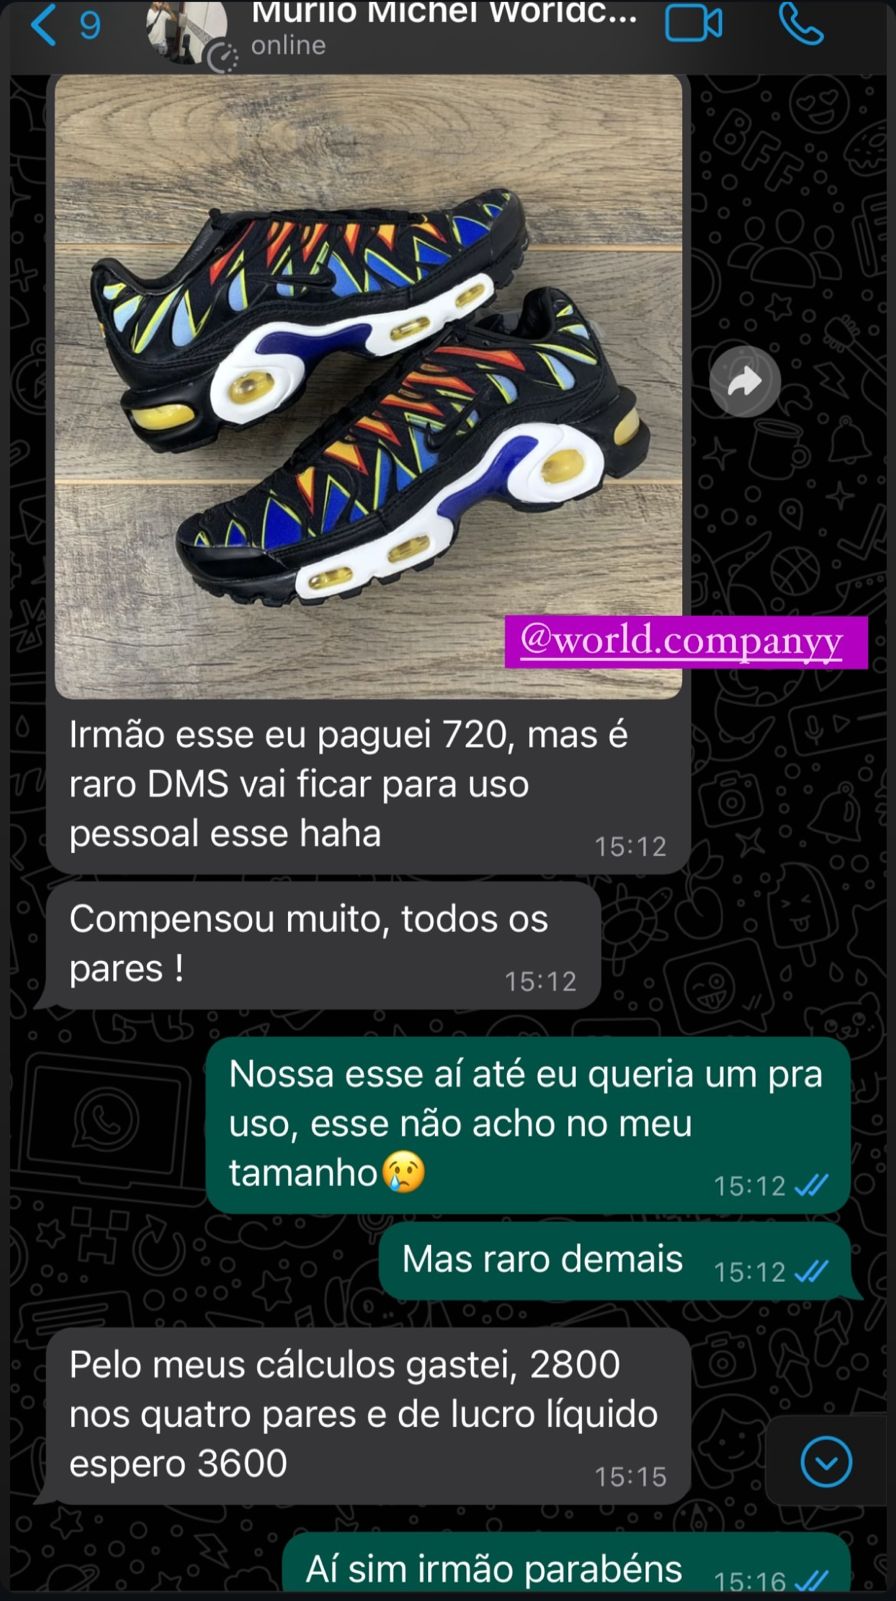 9
Murilo Michel Worldc...
online
@world.companyy
Irmão esse eu paguei 720, mas é
raro DMS vai ficar para uso
pessoal esse haha
15:12
Compensou muito, todos os
pares !
15:12
Nossa esse aí até eu queria um pra
uso, esse não acho no meu
tamanho😢
15:12
Mas raro demais
15:12
Pelo meus cálculos gastei, 2800
nos quatro pares e de lucro líquido
espero 3600
15:15
Aí sim irmão parabéns
15:16